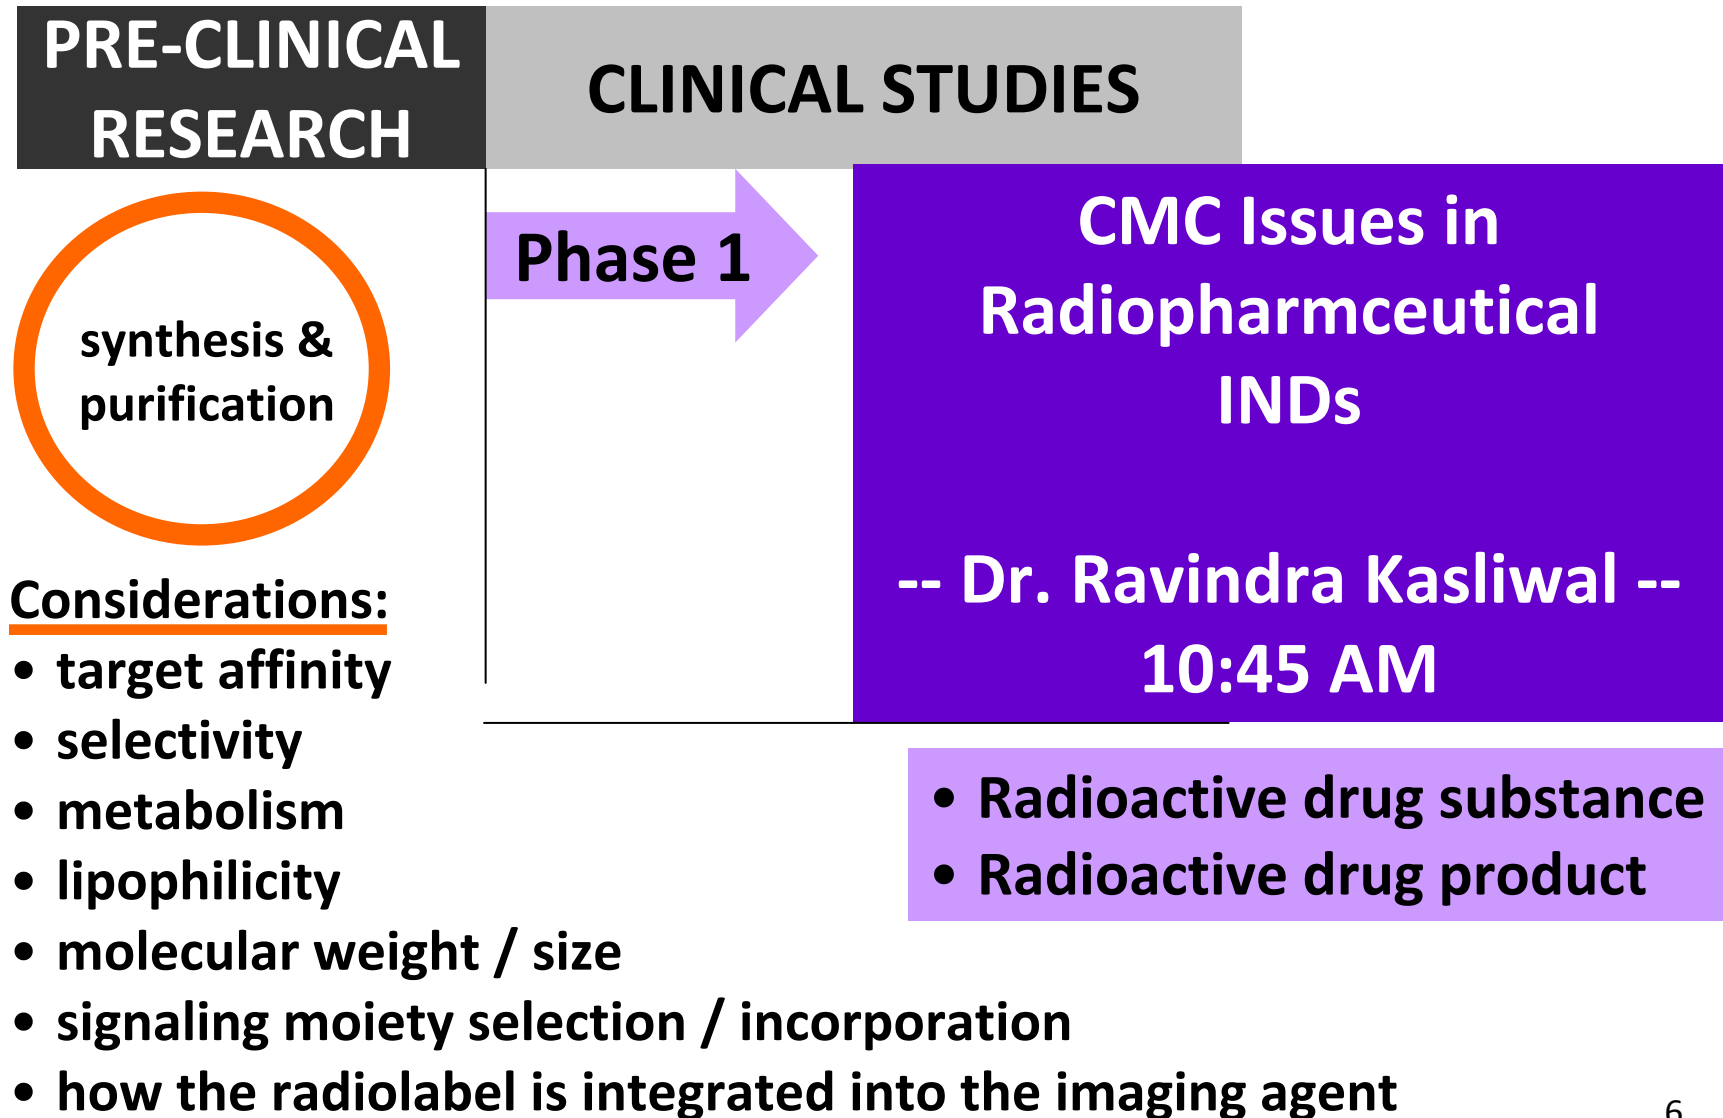 PRE-CLINICAL
RESEARCH
CLINICAL STUDIES
synthesis &
purification
Phase 1
CMC Issues in
Radiopharmceutical
INDs
-- Dr. Ravindra Kasliwal --
10:45 AM
Considerations:
• target affinity
• selectivity
• metabolism
• lipophilicity
• molecular weight / size
• signaling moiety selection / incorporation
• how the radiolabel is integrated into the imaging agent
• Radioactive drug substance
• Radioactive drug product
6